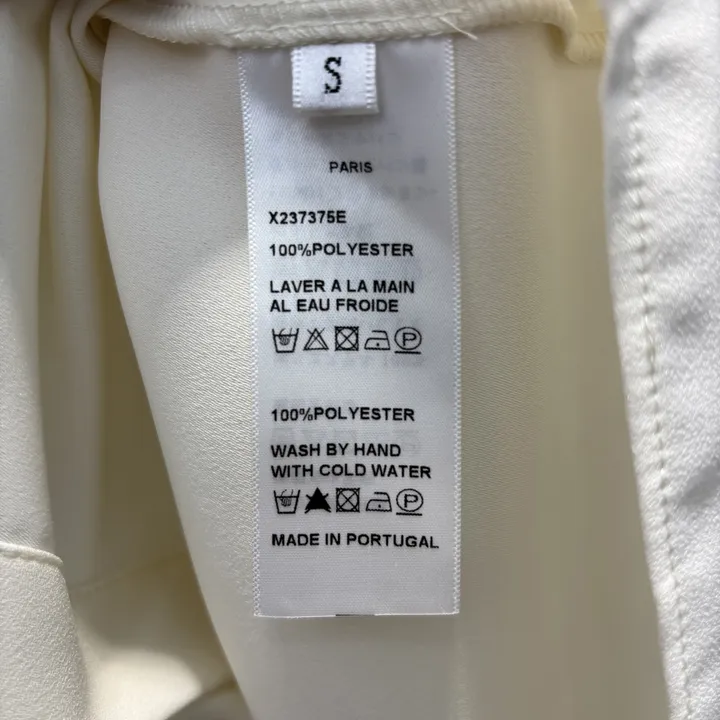 S
PARIS
X237375E
100%POLYESTER
LAVER A LA MAIN
AL EAU FROIDE
P
100%POLYESTER
WASH BY HAND
WITH COLD WATER
P
MADE IN PORTUGAL